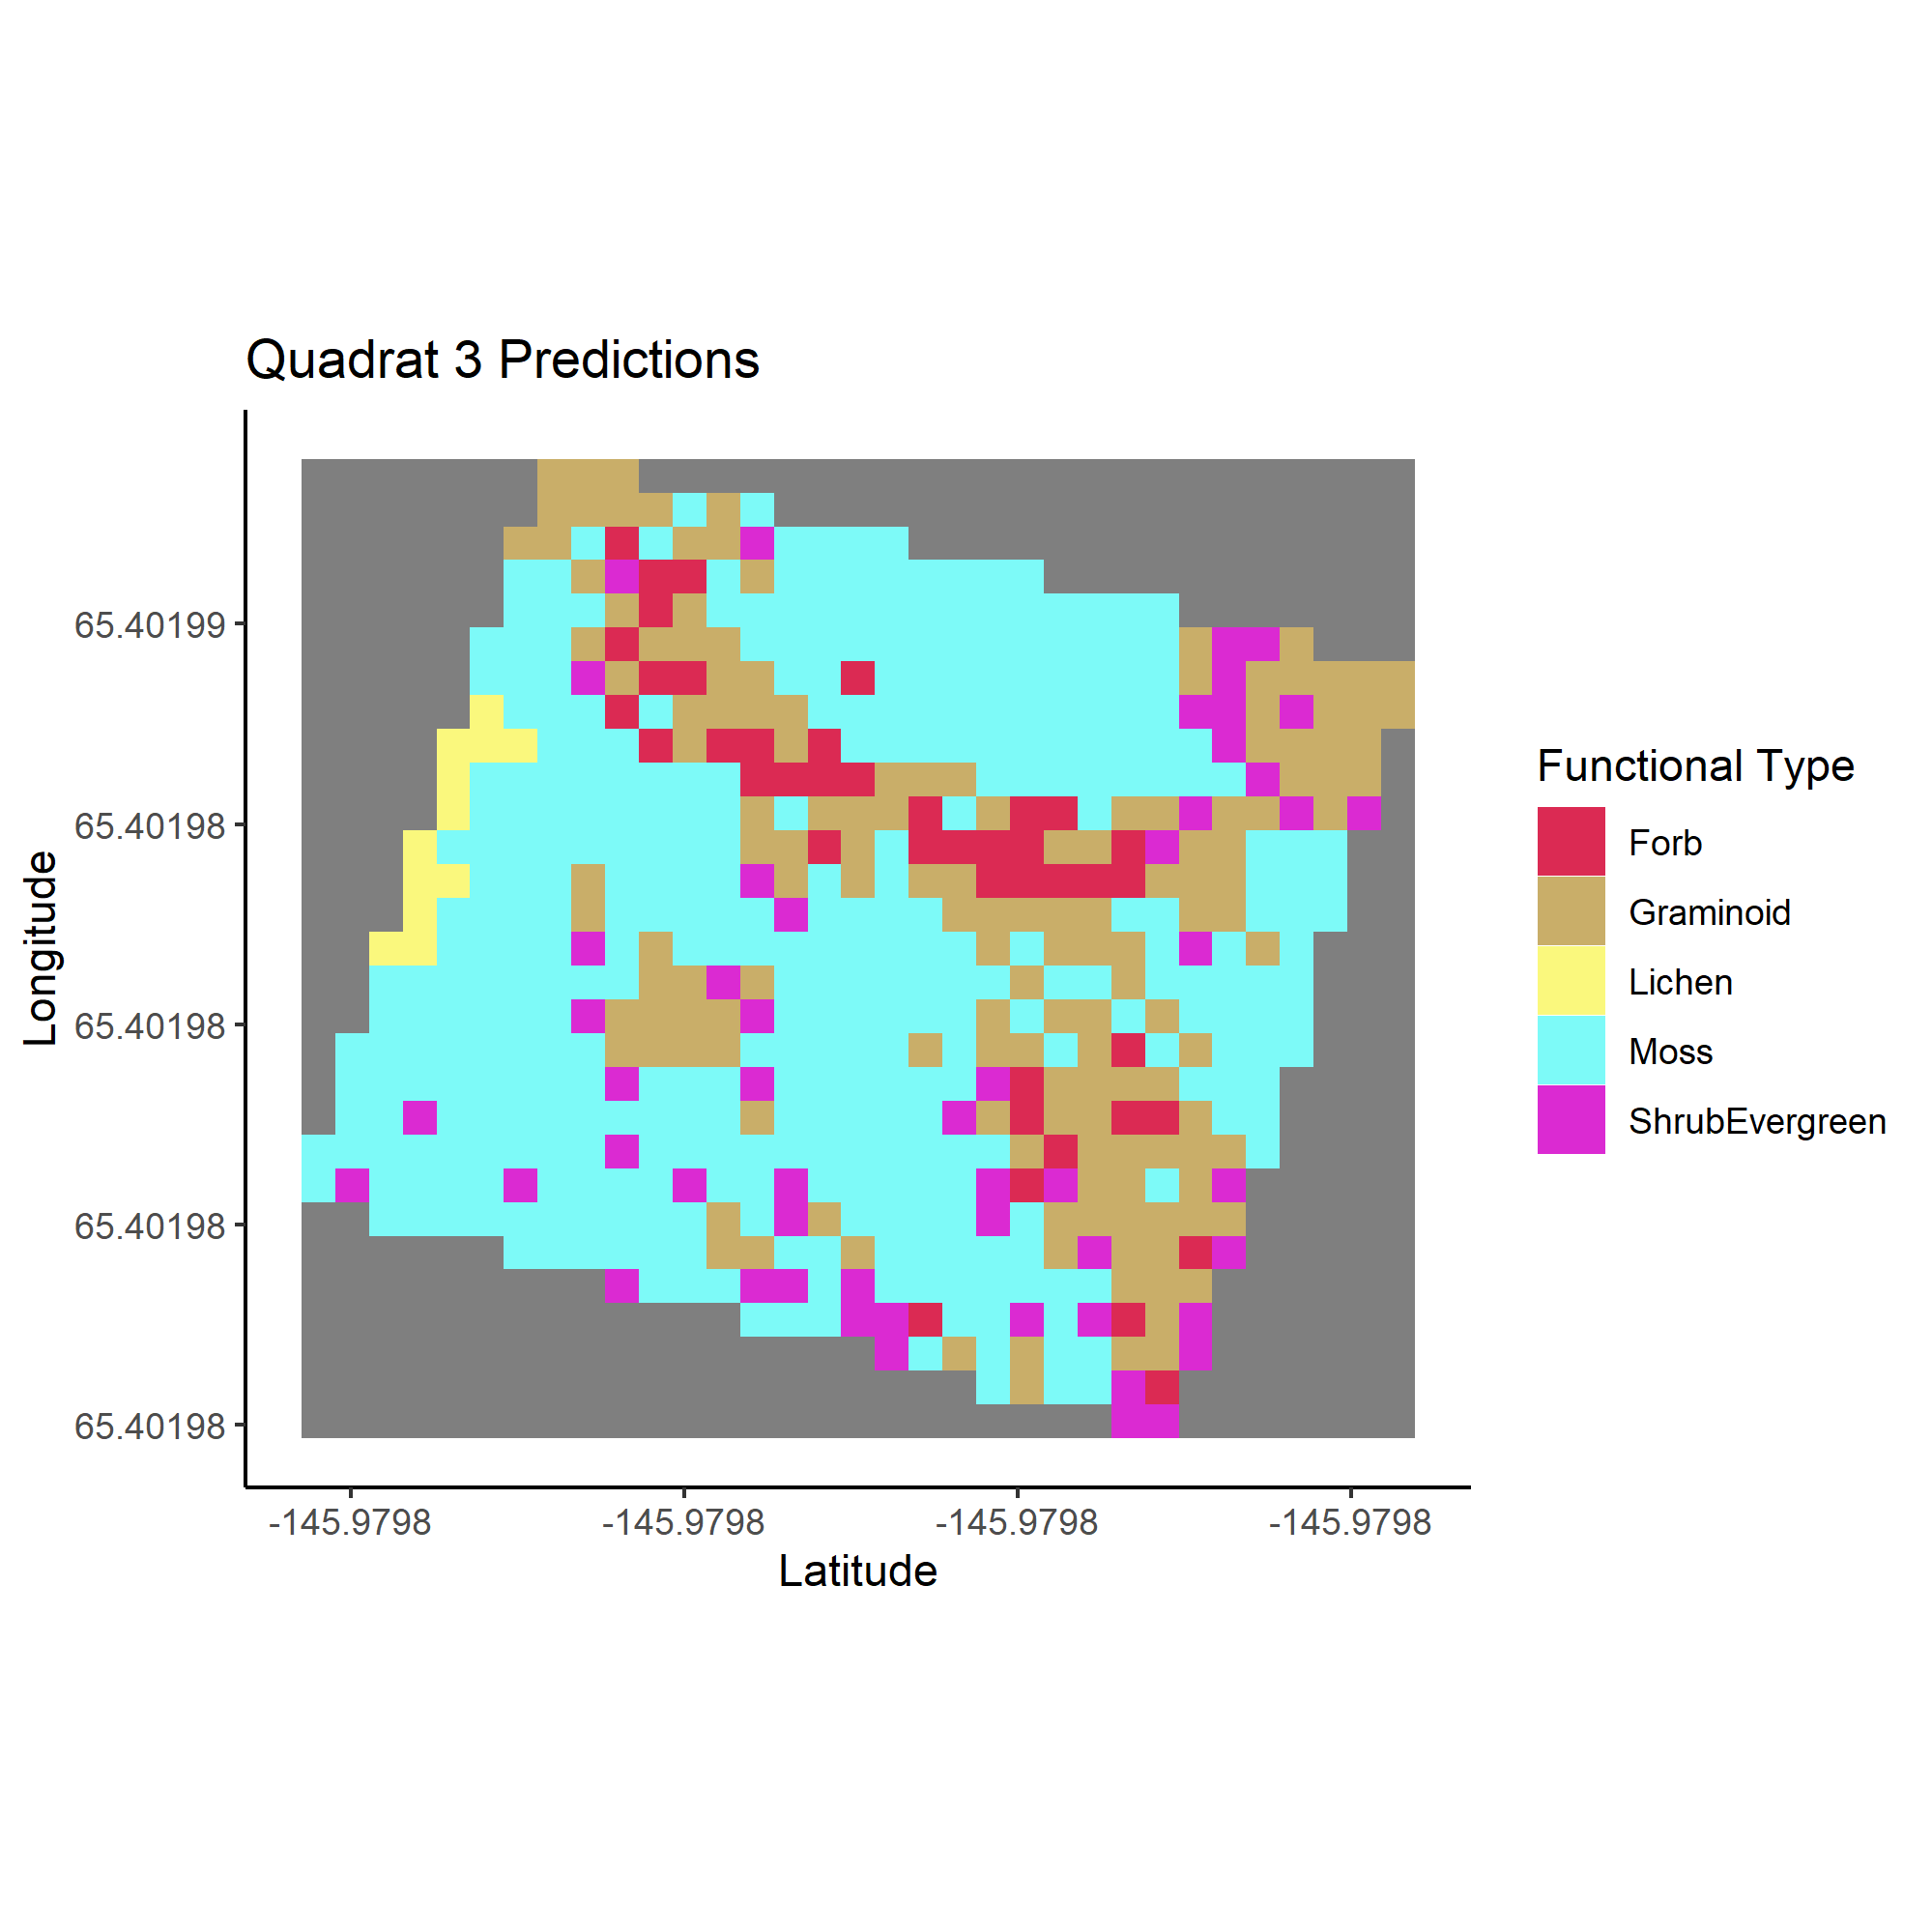 Quadrat 3 Predictions
65.40199
65.40198
65.40198
65.40198
65.40198
Longitude
-145.9798 -145.9798 -145.9798 -145.9798
Latitude
Functional Type
Forb
Graminoid
Lichen
Moss
ShrubEvergreen